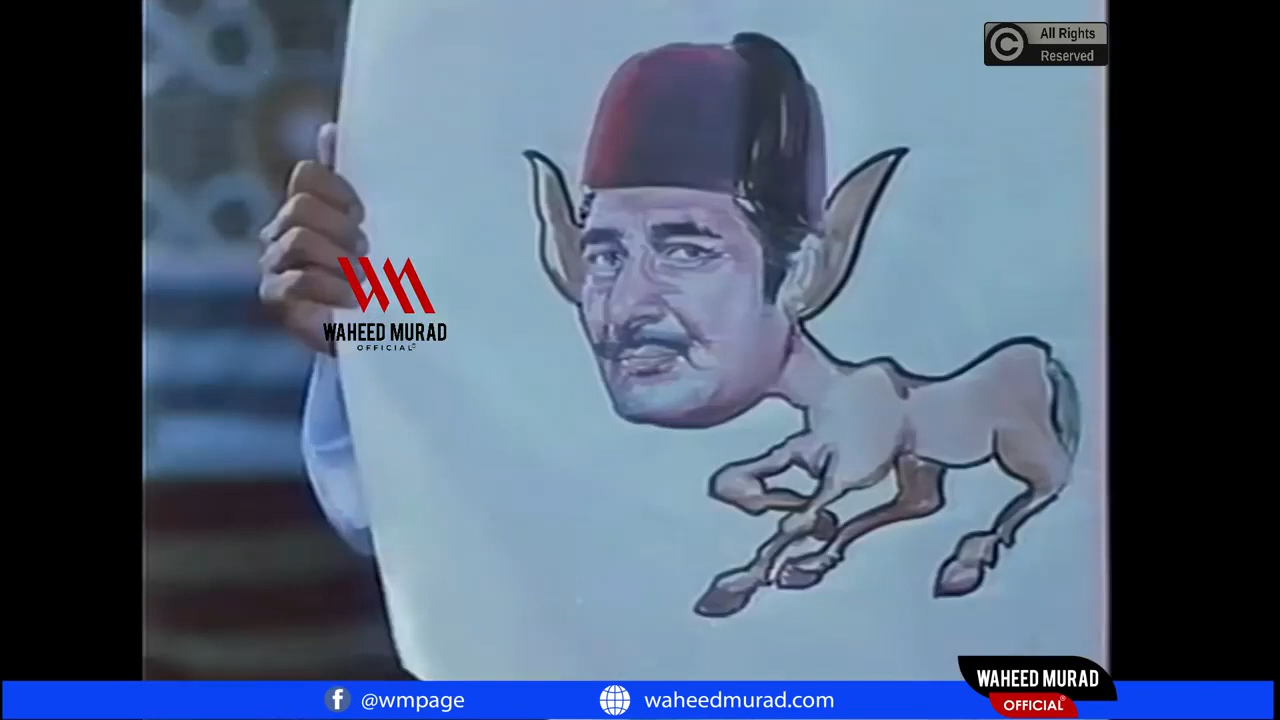 All Rights
Reserved
WAHEED MURAD
OFFICIAL
@wmpage
waheedmurad.com
WAHEED MURAD
OFFICIAL